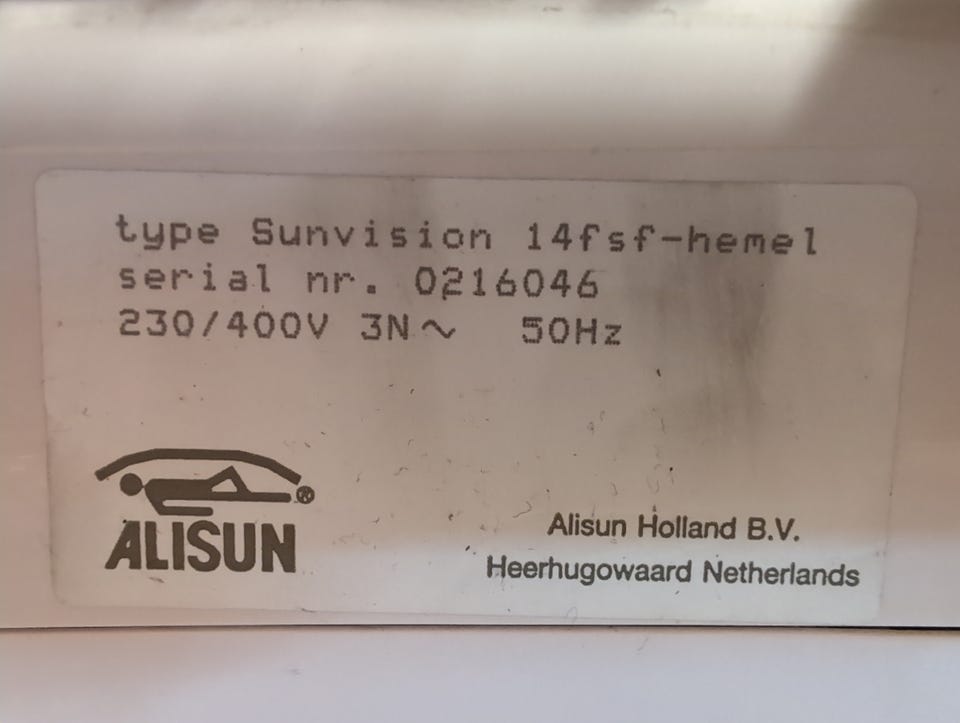 type Sunvision 14fsf-hemel
serial nr. 0216046
230/400V 3N~ 50Hz
®
ALISUN
Alisun Holland B.V.
Heerhugowaard Netherlands